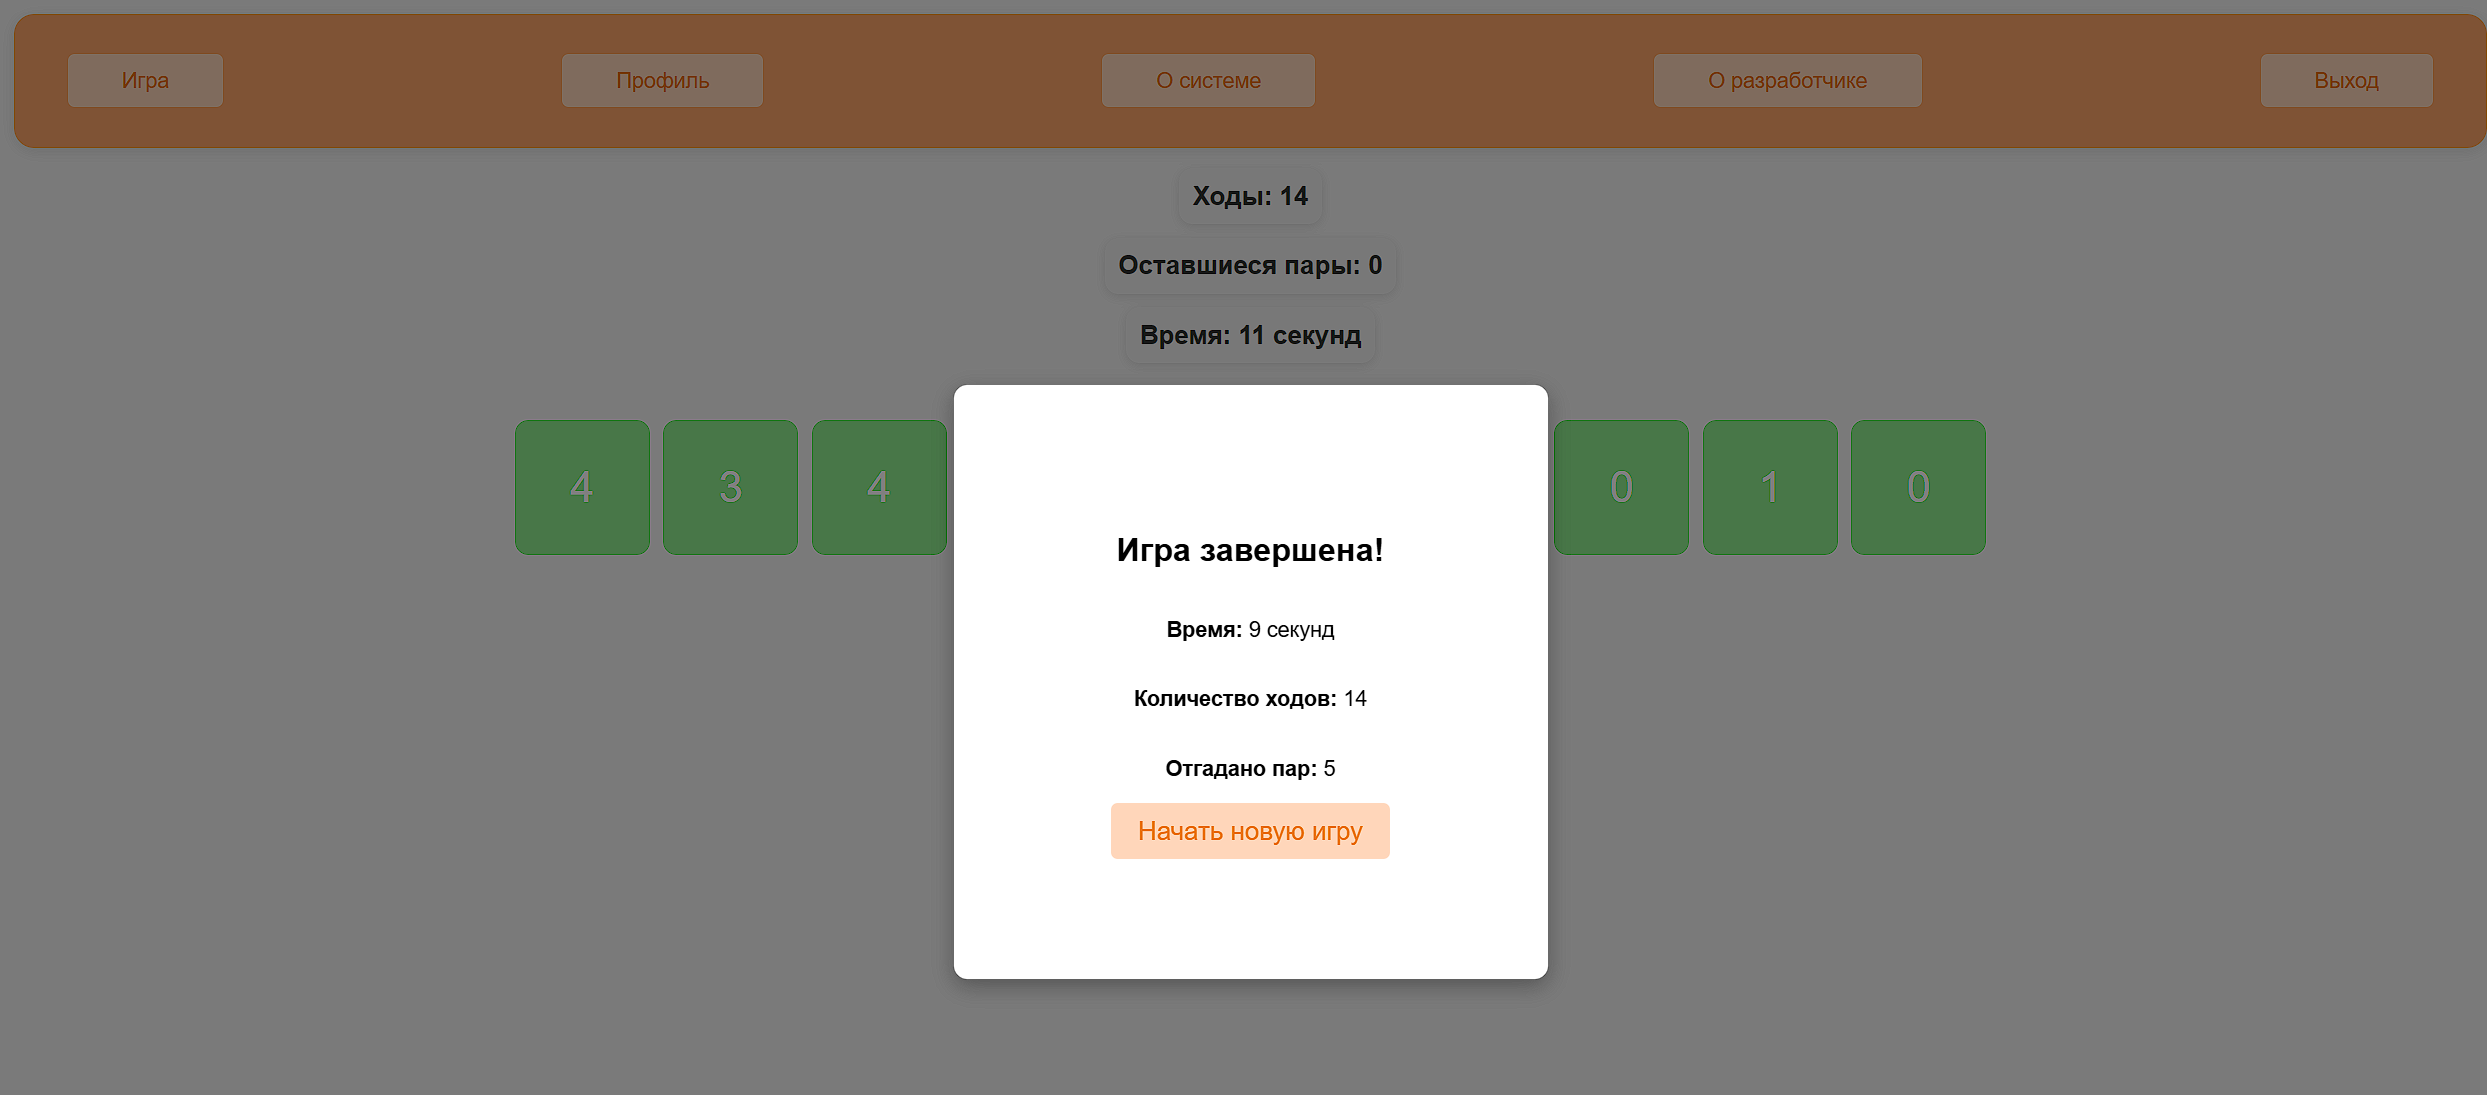 Игра Профиль О системе О разработчике Выход
Ходы: 14
Оставшиеся пары: 0
Время: 11 секунд
4 3 4 0 1 0
Игра завершена!
Время: 9 секунд
Количество ходов: 14
Отгадано пар: 5
Начать новую игру